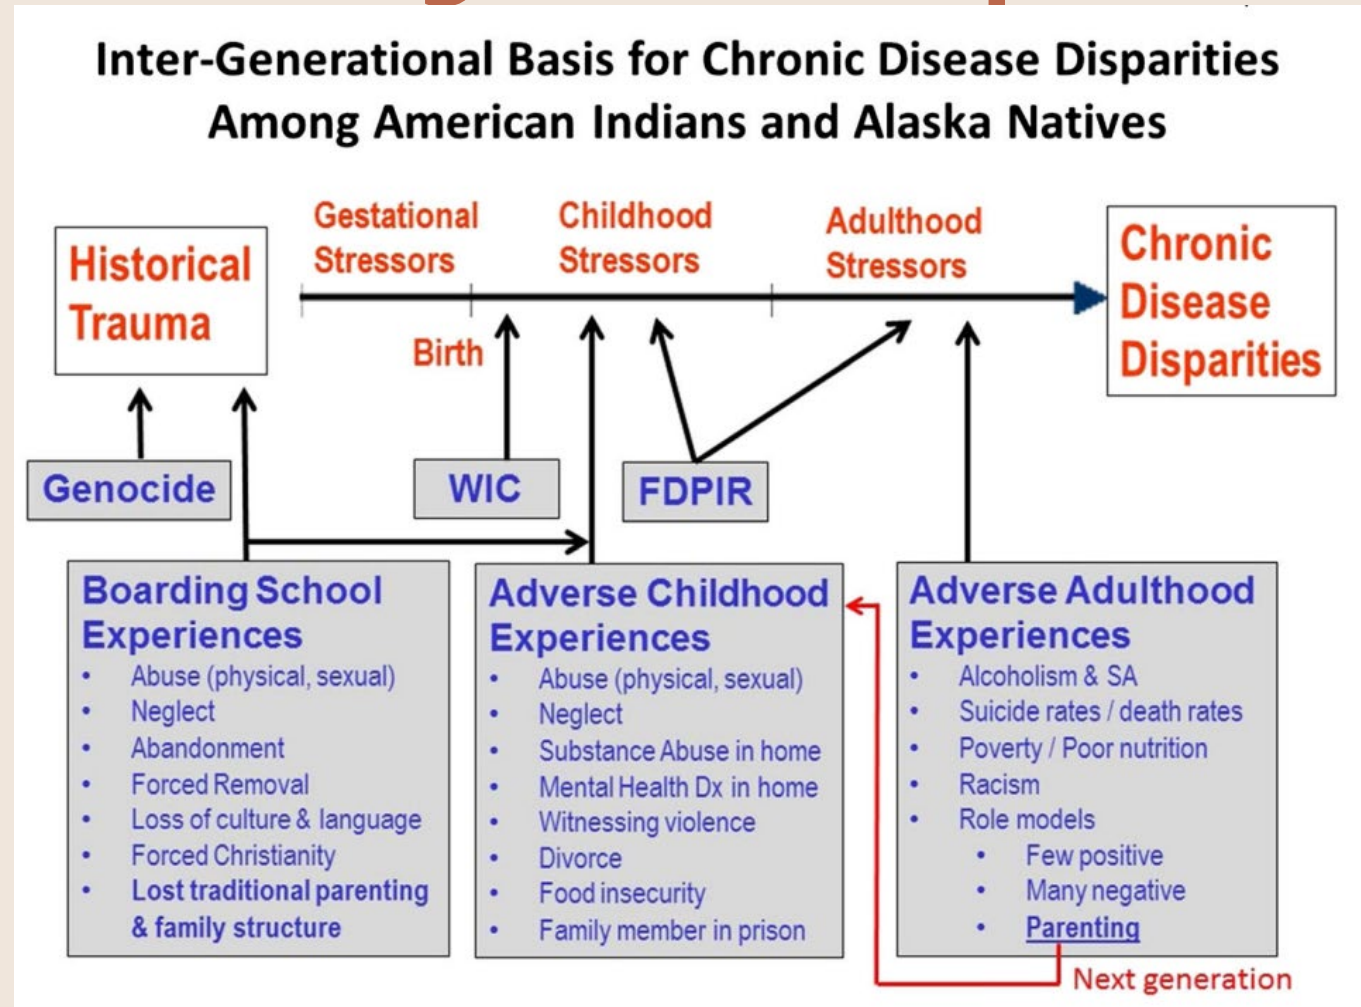 Inter-Generational Basis for Chronic Disease Disparities
Among American Indians and Alaska Natives
Historical
Trauma
Gestational
Stressors
Childhood
Stressors
Adulthood
Stressors
Chronic
Disease
Disparities
Birth
Genocide
WIC
FDPIR
Boarding School
Experiences
• Abuse (physical, sexual)
• Neglect
• Abandonment
• Forced Removal
• Loss of culture & language
• Forced Christianity
• Lost traditional parenting
& family structure
Adverse Childhood
Experiences
• Abuse (physical, sexual)
• Neglect
• Substance Abuse in home
• Mental Health Dx in home
• Witnessing violence
• Divorce
• Food insecurity
• Family member in prison
Adverse Adulthood
Experiences
• Alcoholism & SA
• Suicide rates / death rates
• Poverty / Poor nutrition
• Racism
• Role models
• Few positive
• Many negative
• Parenting
Next generation